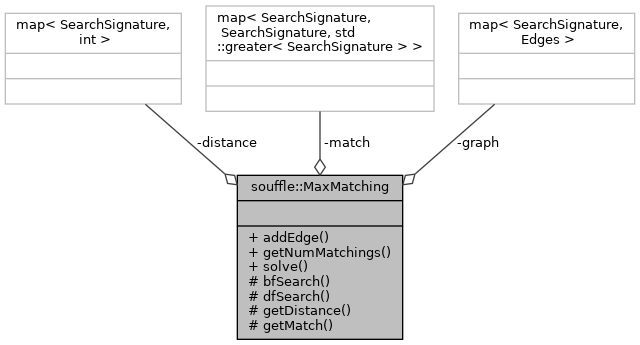 map< SearchSignature,
int >
map< SearchSignature,
SearchSignature, std
::greater< SearchSignature > >
map< SearchSignature,
Edges >
-distance
-match
-graph
souffle::MaxMatching
+ addEdge()
+ getNumMatchings()
+ solve()
# bfSearch()
# dfSearch()
# getDistance()
# getMatch()